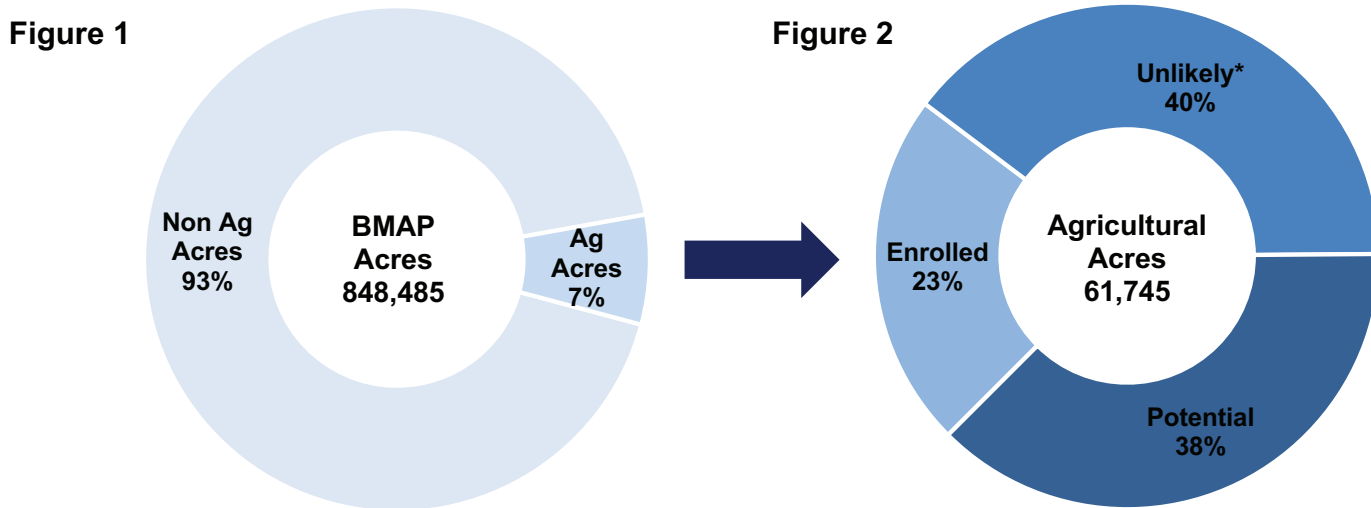 Figure 1
Non Ag
Acres
93%
BMAP
Acres
848,485
Ag
Acres
7%
Figure 2
Unlikely*
40%
Enrolled
23%
Agricultural
Acres
61,745
Potential
38%